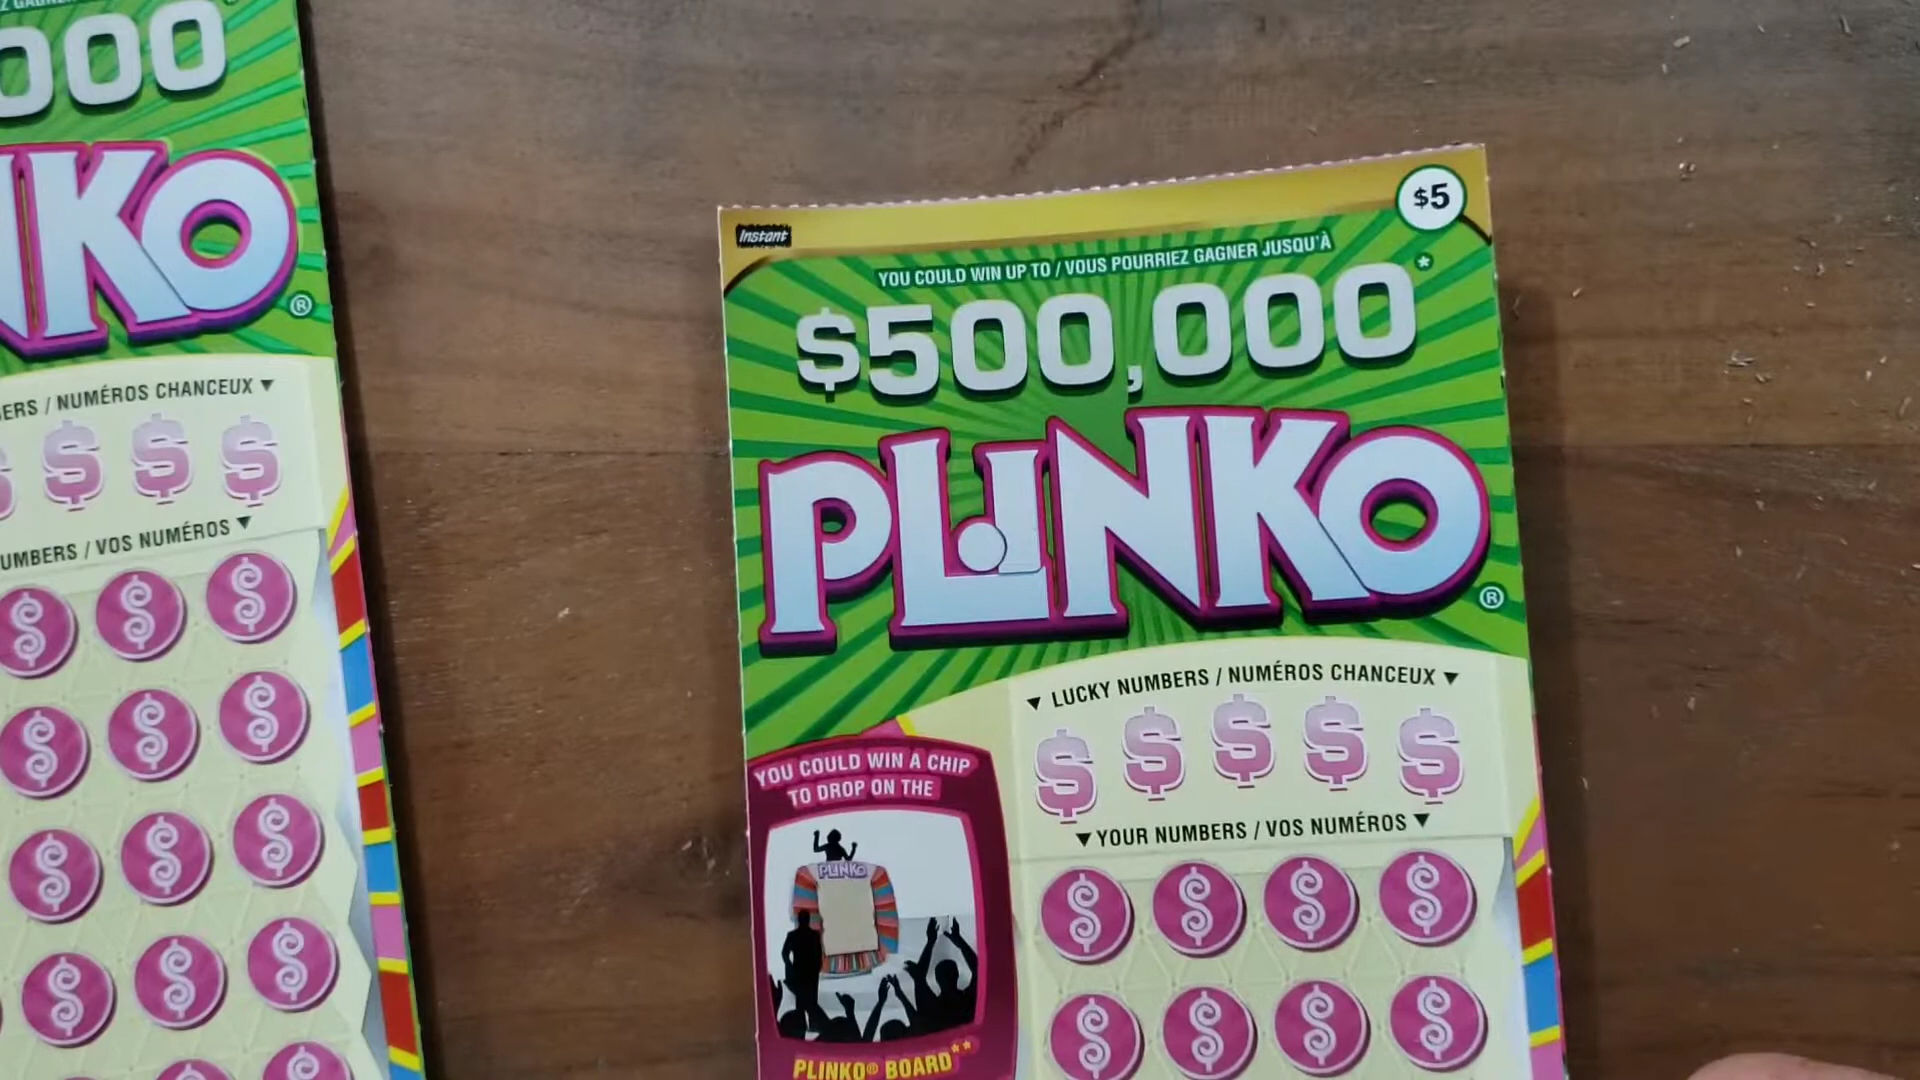 000
NKO
®
ERS / NUMÉROS CHANCEUX ▼
$ $ $
UMBERS / VOS NUMÉROS ▼
Instant
$5
YOU COULD WIN UP TO / VOUS POURRIEZ GAGNER JUSQU'À
$500,000*
PLINKO®
▼ LUCKY NUMBERS / NUMÉROS CHANCEUX ▼
$ $ $ $ $
▼ YOUR NUMBERS / VOS NUMÉROS ▼
$ $ $ $
$ $ $ $
YOU COULD WIN A CHIP
TO DROP ON THE
PLINKO
PLINKO® BOARD**